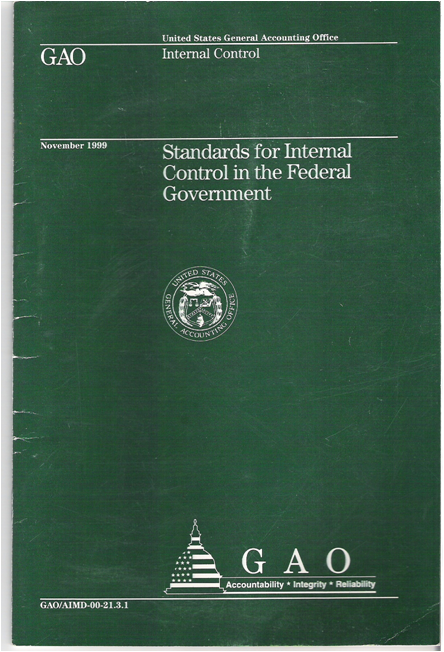 United States General Accounting Office
GAO
Internal Control
November 1999
Standards for Internal
Control in the Federal
Government
UNITED STATES
GENERAL ACCOUNTING OFFICE
G A O
Accountability * Integrity * Reliability
GAO/AIMD-00-21.3.1